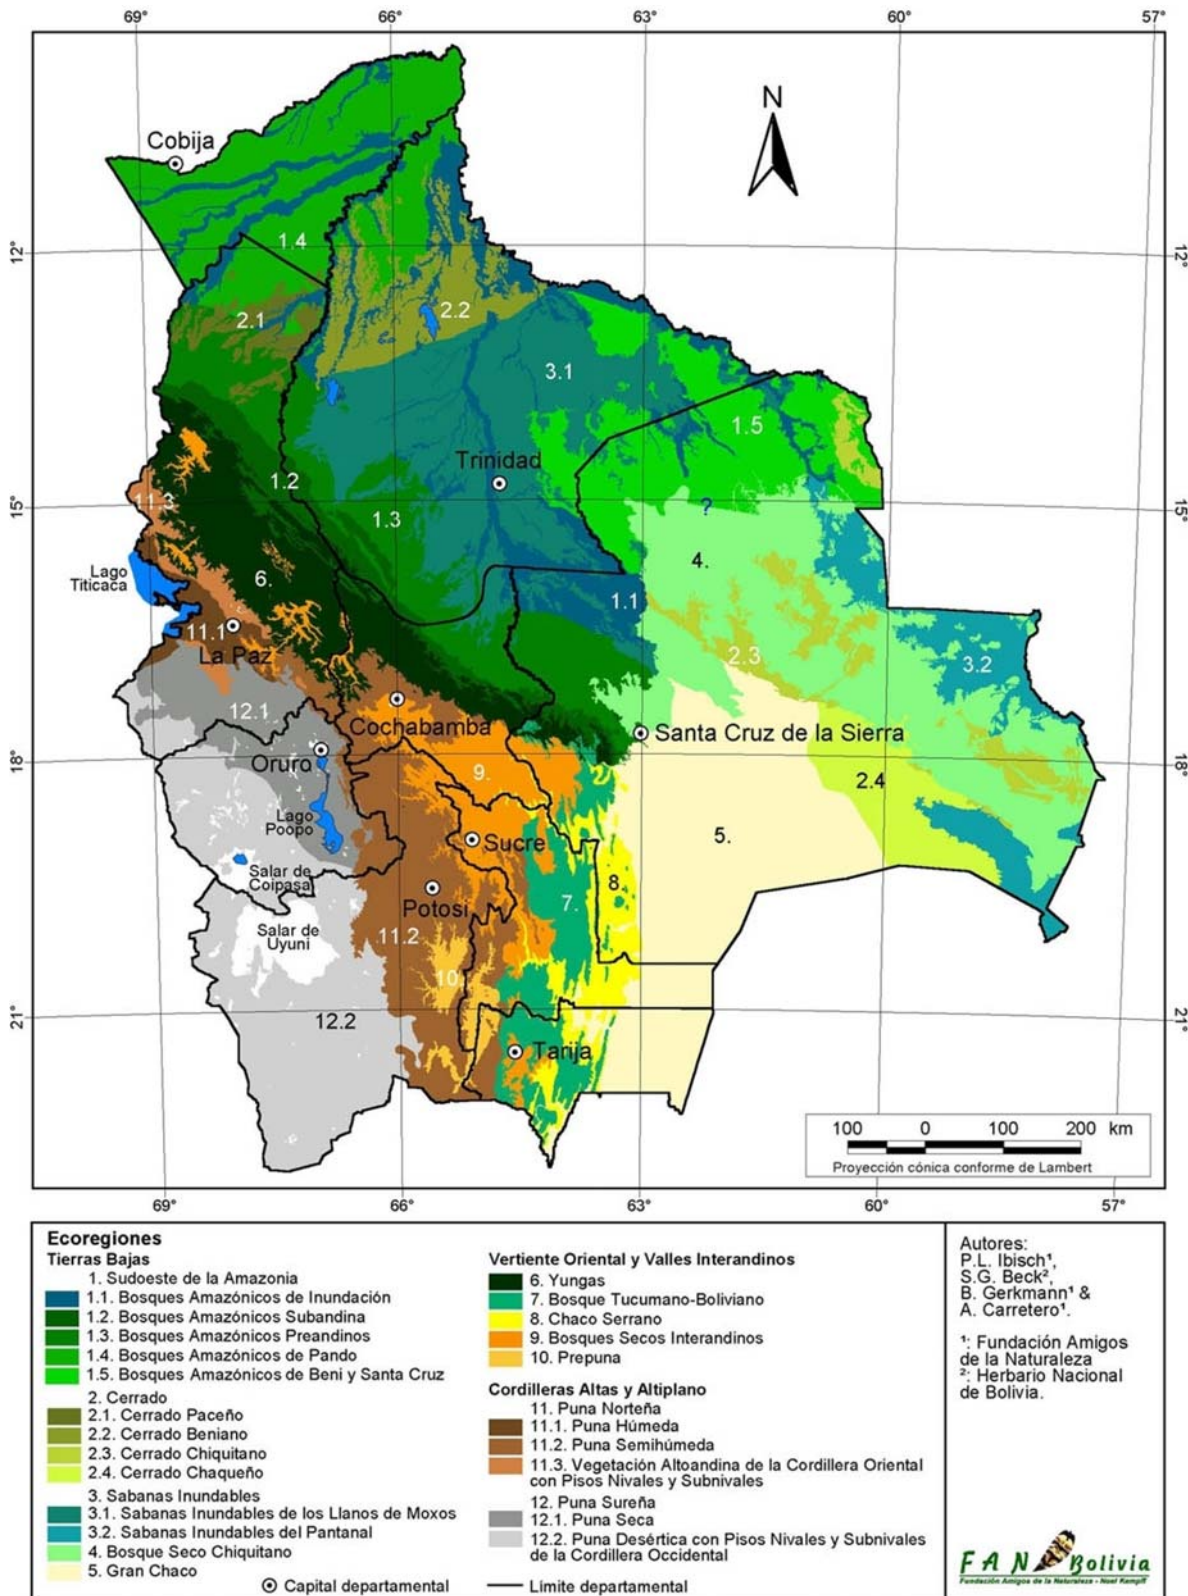 69°
66°
63°
60°
57°
N
Cobija
1.4
12°
12°
2.1
2.2
3.1
1.5
Trinidad
1.2
11.3
1.3
15°
?
15°
4.
Lago
Titicaca
6.
1.1
11.1
La Paz
2.3
3.2
12.1
Cochabamba
Santa Cruz de la Sierra
Oruro
18°
9.
2.4
18°
Lago
Poopo
Sucre
5.
Salar de
Coipasa
8
Potosi
7.
Salar de
Uyuni
11.2
10.
21°
12.2
21°
Tarija
100 0 100 200 km
Proyección cónica conforme de Lambert
69°
66°
63°
60°
57°
Ecoregiones
Tierras Bajas
1. Sudoeste de la Amazonia
1.1. Bosques Amazónicos de Inundación
1.2. Bosques Amazónicos Subandina
1.3. Bosques Amazónicos Preandinos
1.4. Bosques Amazónicos de Pando
1.5. Bosques Amazónicos de Beni y Santa Cruz
2. Cerrado
2.1. Cerrado Paceño
2.2. Cerrado Beniano
2.3. Cerrado Chiquitano
2.4. Cerrado Chaqueño
3. Sabanas Inundables
3.1. Sabanas Inundables de los Llanos de Moxos
3.2. Sabanas Inundables del Pantanal
4. Bosque Seco Chiquitano
5. Gran Chaco
Vertiente Oriental y Valles Interandinos
6. Yungas
7. Bosque Tucumano-Boliviano
8. Chaco Serrano
9. Bosques Secos Interandinos
10. Prepuna
Cordilleras Altas y Altiplano
11. Puna Norteña
11.1. Puna Húmeda
11.2. Puna Semihúmeda
11.3. Vegetación Altoandina de la Cordillera Oriental
con Pisos Nivales y Subnivales
12. Puna Sureña
12.1. Puna Seca
12.2. Puna Desértica con Pisos Nivales y Subnivales
de la Cordillera Occidental
Capital departamental
Limite departamental
Autores:
P.L. Ibisch¹,
S.G. Beck²,
B. Gerkmann¹ &
A. Carretero¹.
¹: Fundación Amigos
de la Naturaleza
²: Herbario Nacional
de Bolivia.
FAN Bolivia
Fundación Amigos de la Naturaleza - Noel Kempff